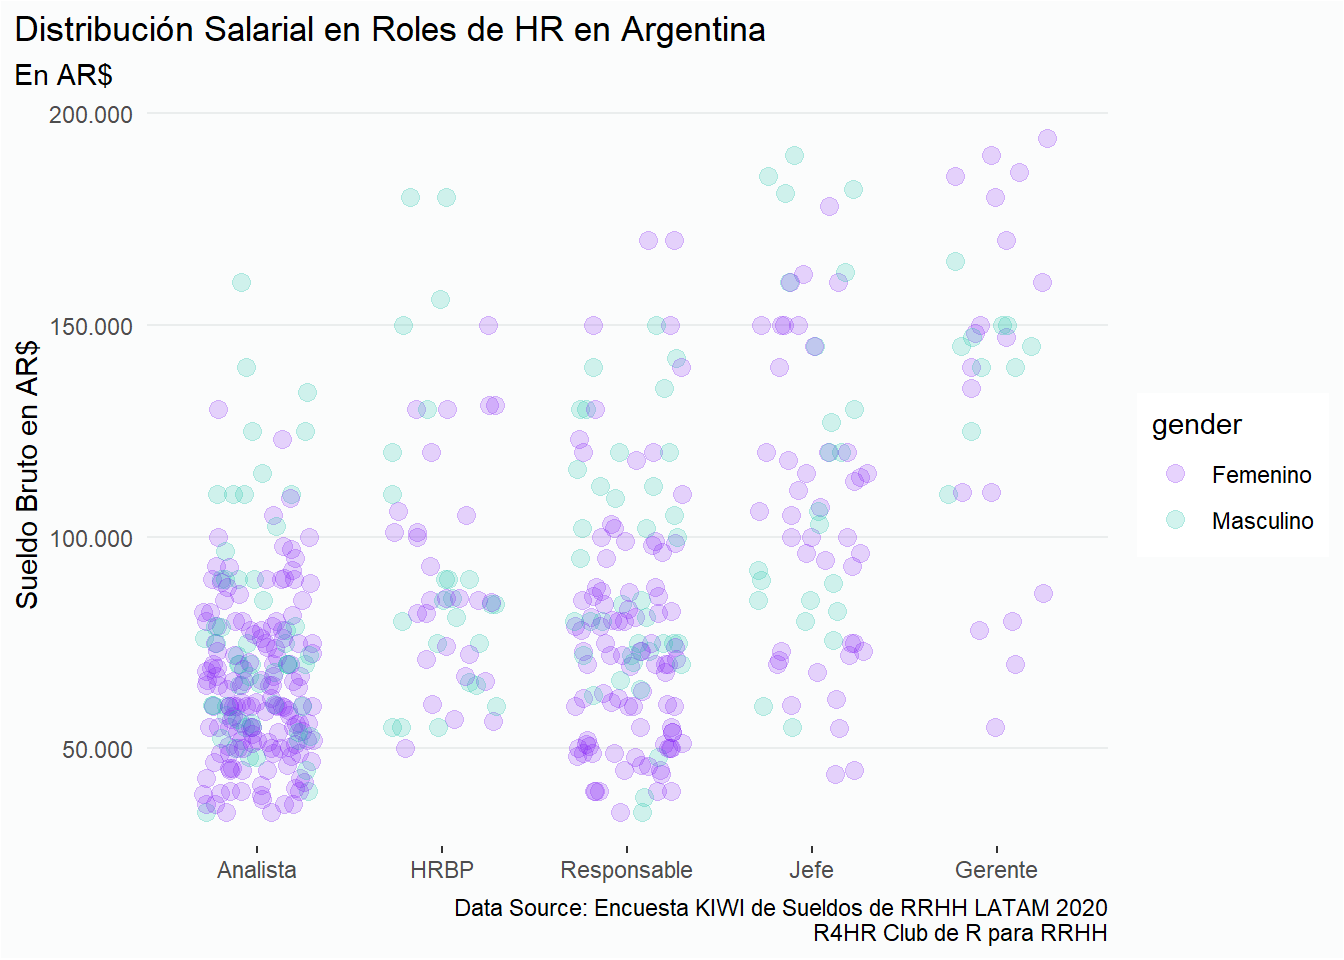 Distribución Salarial en Roles de HR en Argentina
En AR$
Sueldo Bruto en AR$
200.000
150.000
100.000
50.000
Analista
HRBP
Responsable
Jefe
Gerente
gender
Femenino
Masculino
Data Source: Encuesta KIWI de Sueldos de RRHH LATAM 2020
R4HR Club de R para RRHH